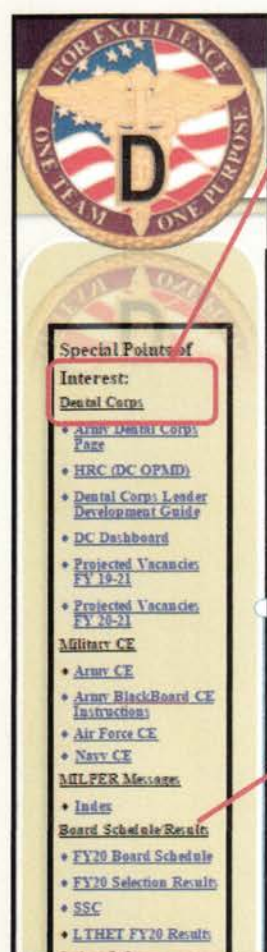 FOR EXCELLENCE
ONE TEAM
ONE PURPOSE
D
Special Points of
Interest:
Dental Corps
Army Dental Corps
Page
HRC (DC OPMD)
Dental Corps Leader
Development Guide
DC Dashboard
Projected Vacancies
FY 19-21
Projected Vacancies
FY 20-21
Military CE
Army CE
Army BlackBoard CE
Instructions
Air Force CE
Navy CE
MILPER Messages
Index
Board Schedule/Results
FY20 Board Schedule
FY20 Selection Results
SSC
LTHET FY20 Results